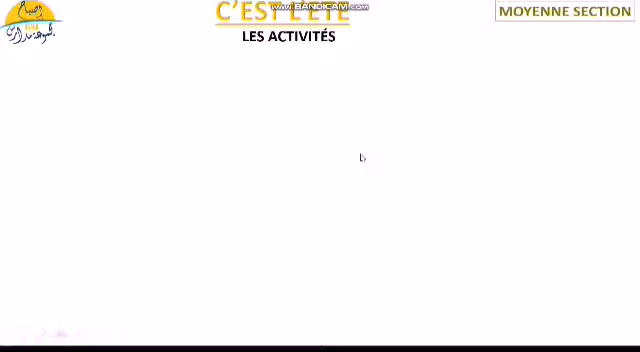 C'EST L'ÉTÉ
www.BANDICAM.com
MOYENNE SECTION
LES ACTIVITÉS